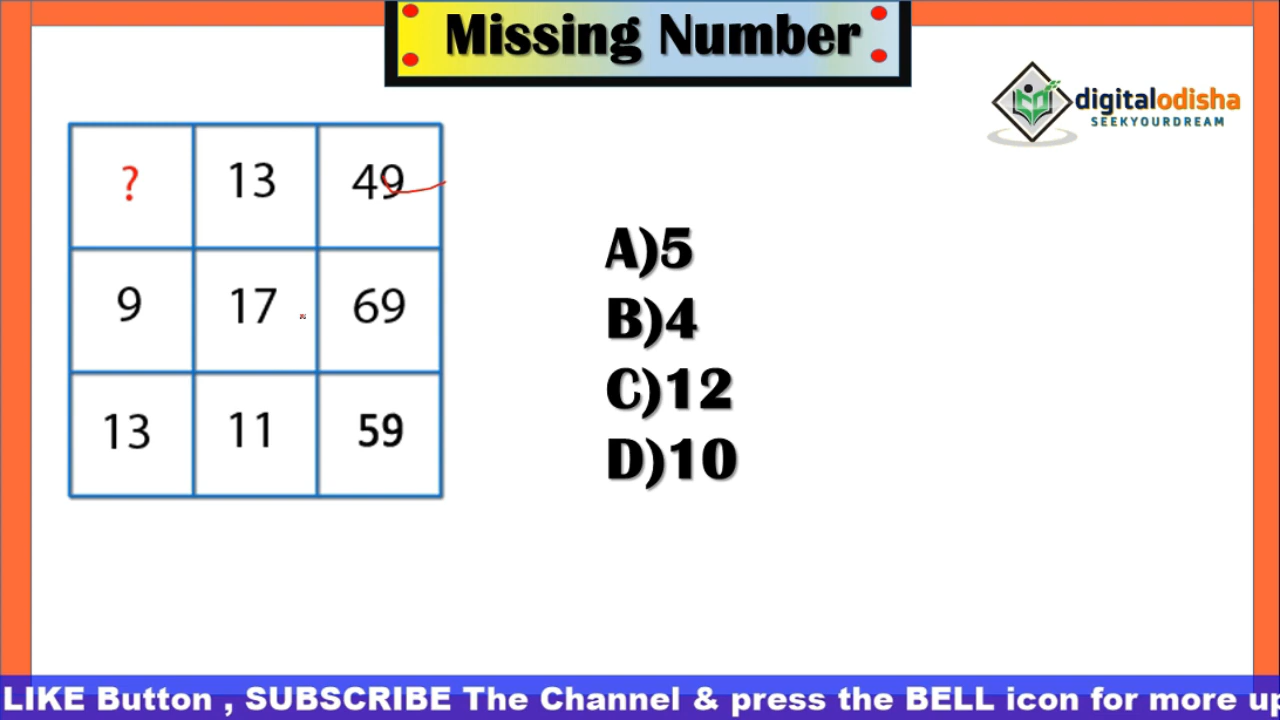 Missing Number
digitalodisha
SEEKYOURDREAM
? 13 49
9 17 69
13 11 59
A)5
B)4
C)12
D)10
LIKE Button , SUBSCRIBE The Channel & press the BELL icon for more up